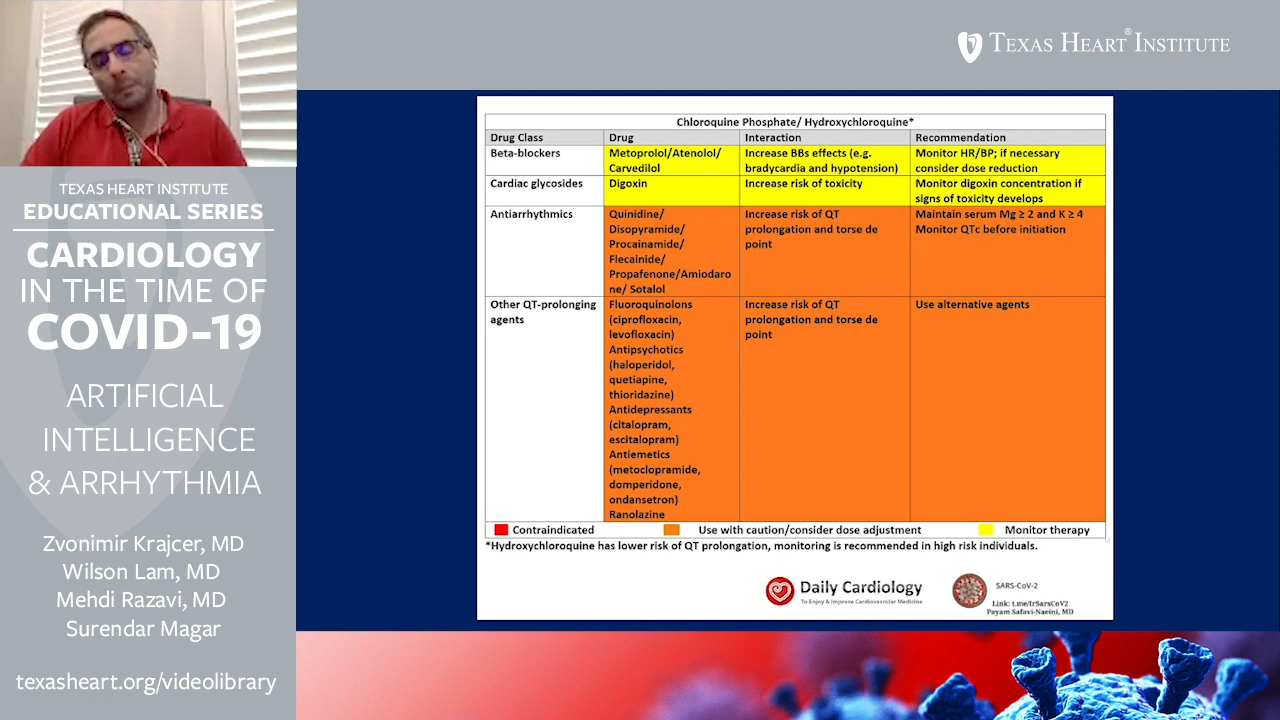 TEXAS HEART® INSTITUTE
TEXAS HEART INSTITUTE
EDUCATIONAL SERIES
CARDIOLOGY
IN THE TIME OF
COVID-19
ARTIFICIAL
INTELLIGENCE
& ARRHYTHMIA
Zvonimir Krajcer, MD
Wilson Lam, MD
Mehdi Razavi, MD
Surendar Magar
texasheart.org/videolibrary
Chloroquine Phosphate/ Hydroxychloroquine*
Drug Class Drug Interaction Recommendation
Beta-blockers Metoprolol/Atenolol/ Increase BBs effects (e.g. Monitor HR/BP; if necessary
Carvedilol bradycardia and hypotension) consider dose reduction
Cardiac glycosides Digoxin Increase risk of toxicity Monitor digoxin concentration if
signs of toxicity develops
Antiarrhythmics Quinidine/ Increase risk of QT Maintain serum Mg ≥ 2 and K ≥ 4
Disopyramide/ prolongation and torse de Monitor QTc before initiation
Procainamide/ point
Flecainide/
Propafenone/Amiodaro
ne/ Sotalol
Other QT-prolonging Fluoroquinolons Increase risk of QT Use alternative agents
agents (ciprofloxacin, prolongation and torse de
levofloxacin) point
Antipsychotics
(haloperidol,
quetiapine,
thioridazine)
Antidepressants
(citalopram,
escitalopram)
Antiemetics
(metoclopramide,
domperidone,
ondansetron)
Ranolazine
Contraindicated Use with caution/consider dose adjustment Monitor therapy
*Hydroxychloroquine has lower risk of QT prolongation, monitoring is recommended in high risk individuals.
Daily Cardiology
To Enjoy & Improve Cardiovascular Medicine
SARS-CoV-2
Link: t.me/IrSarsCoV2
Payam Safavi-Naeini, MD